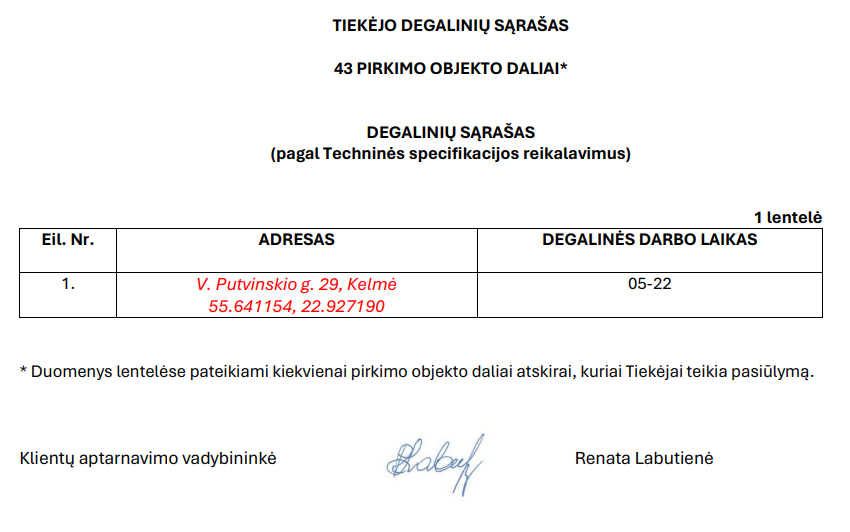 TIEKĖJO DEGALINIŲ SĄRAŠAS
43 PIRKIMO OBJEKTO DALIAI*
DEGALINIŲ SĄRAŠAS
(pagal Techninės specifikacijos reikalavimus)
1 lentelė
Eil. Nr. ADRESAS DEGALINĖS DARBO LAIKAS
1. V. Putvinskio g. 29, Kelmė 05-22
55.641154, 22.927190
* Duomenys lentelėse pateikiami kiekvienai pirkimo objekto daliai atskirai, kuriai Tiekėjai teikia pasiūlymą.
Klientų aptarnavimo vadybininkė Renata Labutienė